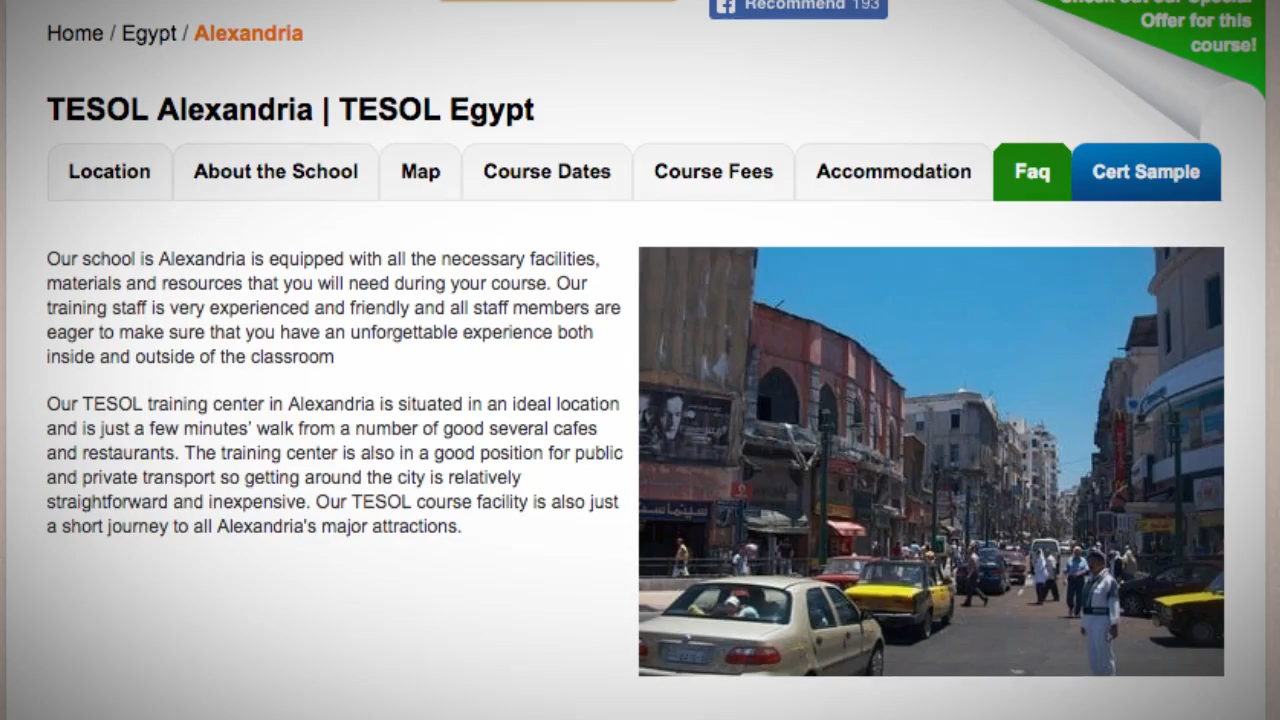 Recommend 193
Offer for this
course!
Home / Egypt / Alexandria
TESOL Alexandria | TESOL Egypt
Location About the School Map Course Dates Course Fees Accommodation Faq Cert Sample
Our school is Alexandria is equipped with all the necessary facilities,
materials and resources that you will need during your course. Our
training staff is very experienced and friendly and all staff members are
eager to make sure that you have an unforgettable experience both
inside and outside of the classroom
Our TESOL training center in Alexandria is situated in an ideal location
and is just a few minutes' walk from a number of good several cafes
and restaurants. The training center is also in a good position for public
and private transport so getting around the city is relatively
straightforward and inexpensive. Our TESOL course facility is also just
a short journey to all Alexandria's major attractions.